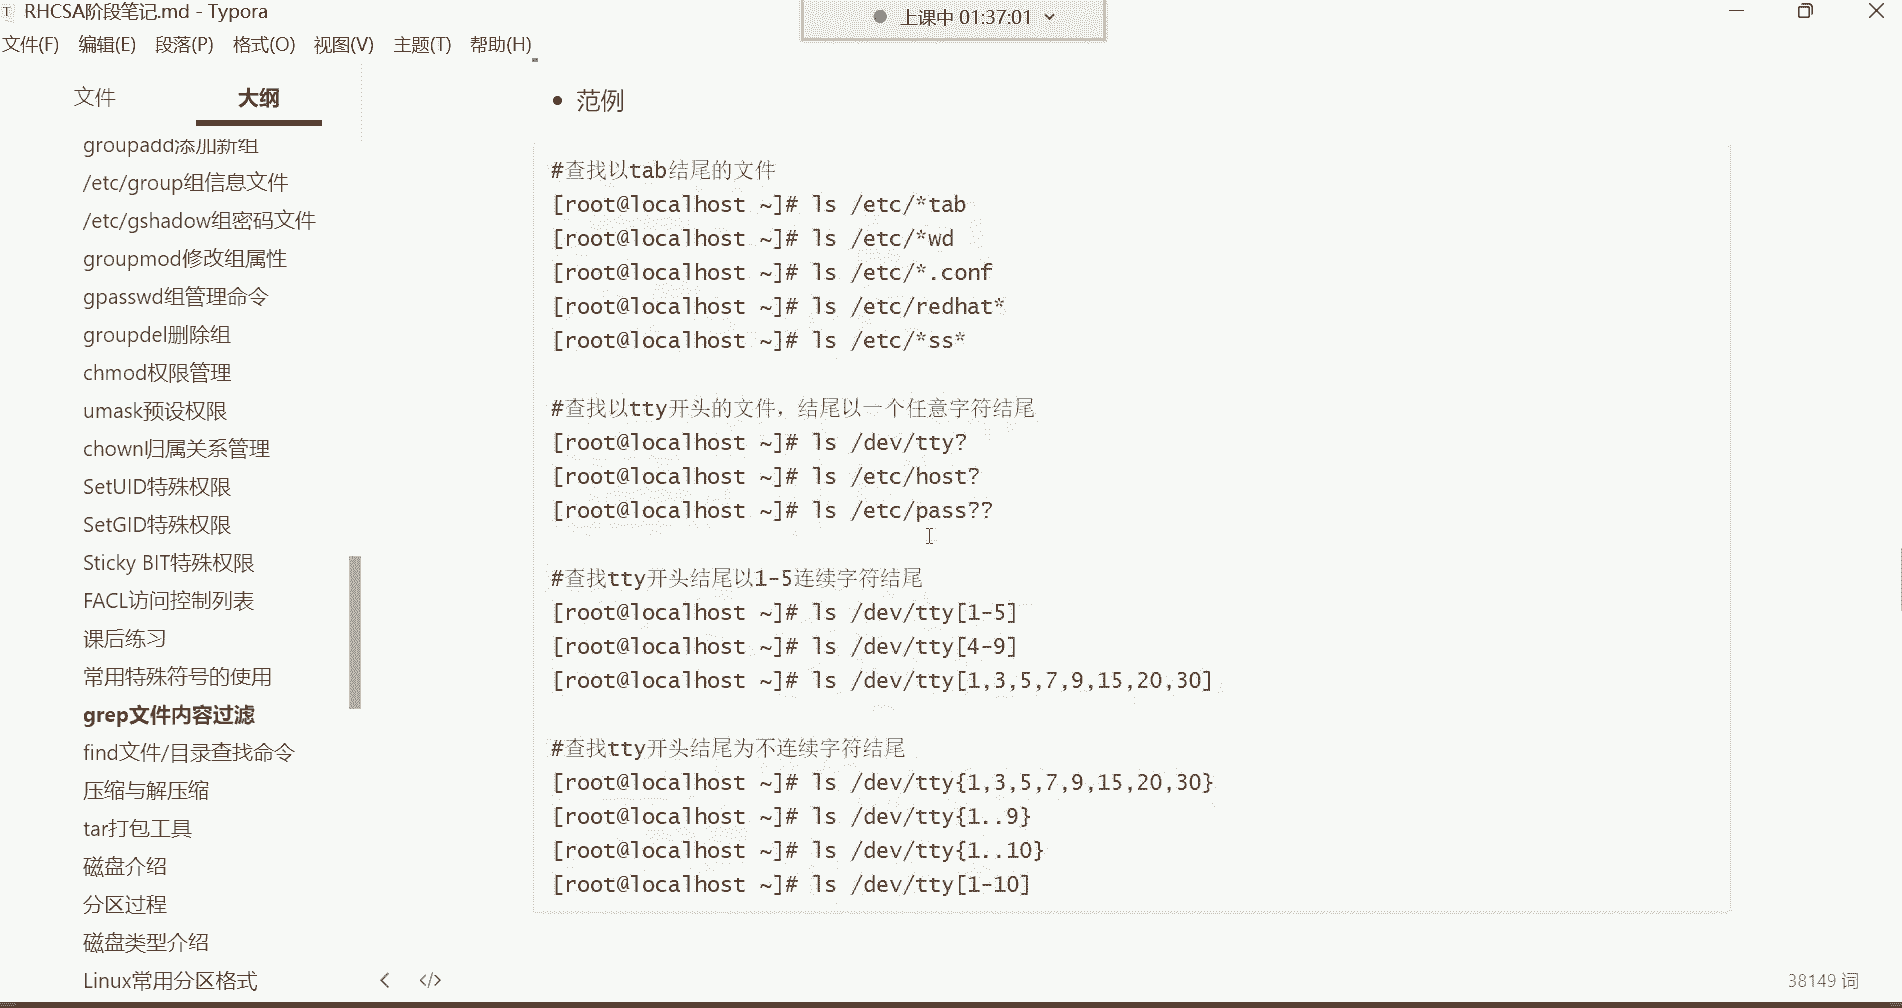 RHCSA阶段笔记.md - Typora
上课中 01:37:01
文件(F) 编辑(E) 段落(P) 格式(O) 视图(V) 主题(T) 帮助(H)
文件 大纲
groupadd添加新组
/etc/group组信息文件
/etc/gshadow组密码文件
groupmod修改组属性
gpasswd组管理命令
groupdel删除组
chmod权限管理
umask预设权限
chown归属关系管理
SetUID特殊权限
SetGID特殊权限
Sticky BIT特殊权限
FACL访问控制列表
课后练习
常用特殊符号的使用
grep文件内容过滤
find文件/目录查找命令
压缩与解压缩
tar打包工具
磁盘介绍
分区过程
磁盘类型介绍
Linux常用分区格式
• 范例
#查找以tab结尾的文件
[root@localhost ~]# ls /etc/*tab
[root@localhost ~]# ls /etc/*wd
[root@localhost ~]# ls /etc/*.conf
[root@localhost ~]# ls /etc/redhat*
[root@localhost ~]# ls /etc/*ss*
#查找以tty开头的文件，结尾以一个任意字符结尾
[root@localhost ~]# ls /dev/tty?
[root@localhost ~]# ls /etc/host?
[root@localhost ~]# ls /etc/pass??
#查找tty开头结尾以1-5连续字符结尾
[root@localhost ~]# ls /dev/tty[1-5]
[root@localhost ~]# ls /dev/tty[4-9]
[root@localhost ~]# ls /dev/tty[1,3,5,7,9,15,20,30]
#查找tty开头结尾为不连续字符结尾
[root@localhost ~]# ls /dev/tty{1,3,5,7,9,15,20,30}
[root@localhost ~]# ls /dev/tty{1..9}
[root@localhost ~]# ls /dev/tty{1..10}
[root@localhost ~]# ls /dev/tty[1-10]
38149 词